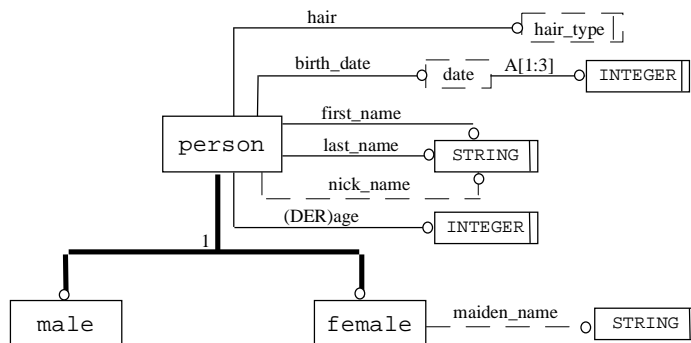 hair
hair_type
birth_date
date
A[1:3]
INTEGER
first_name
person
last_name
STRING
nick_name
(DER)age
INTEGER
1
male
female
maiden_name
STRING